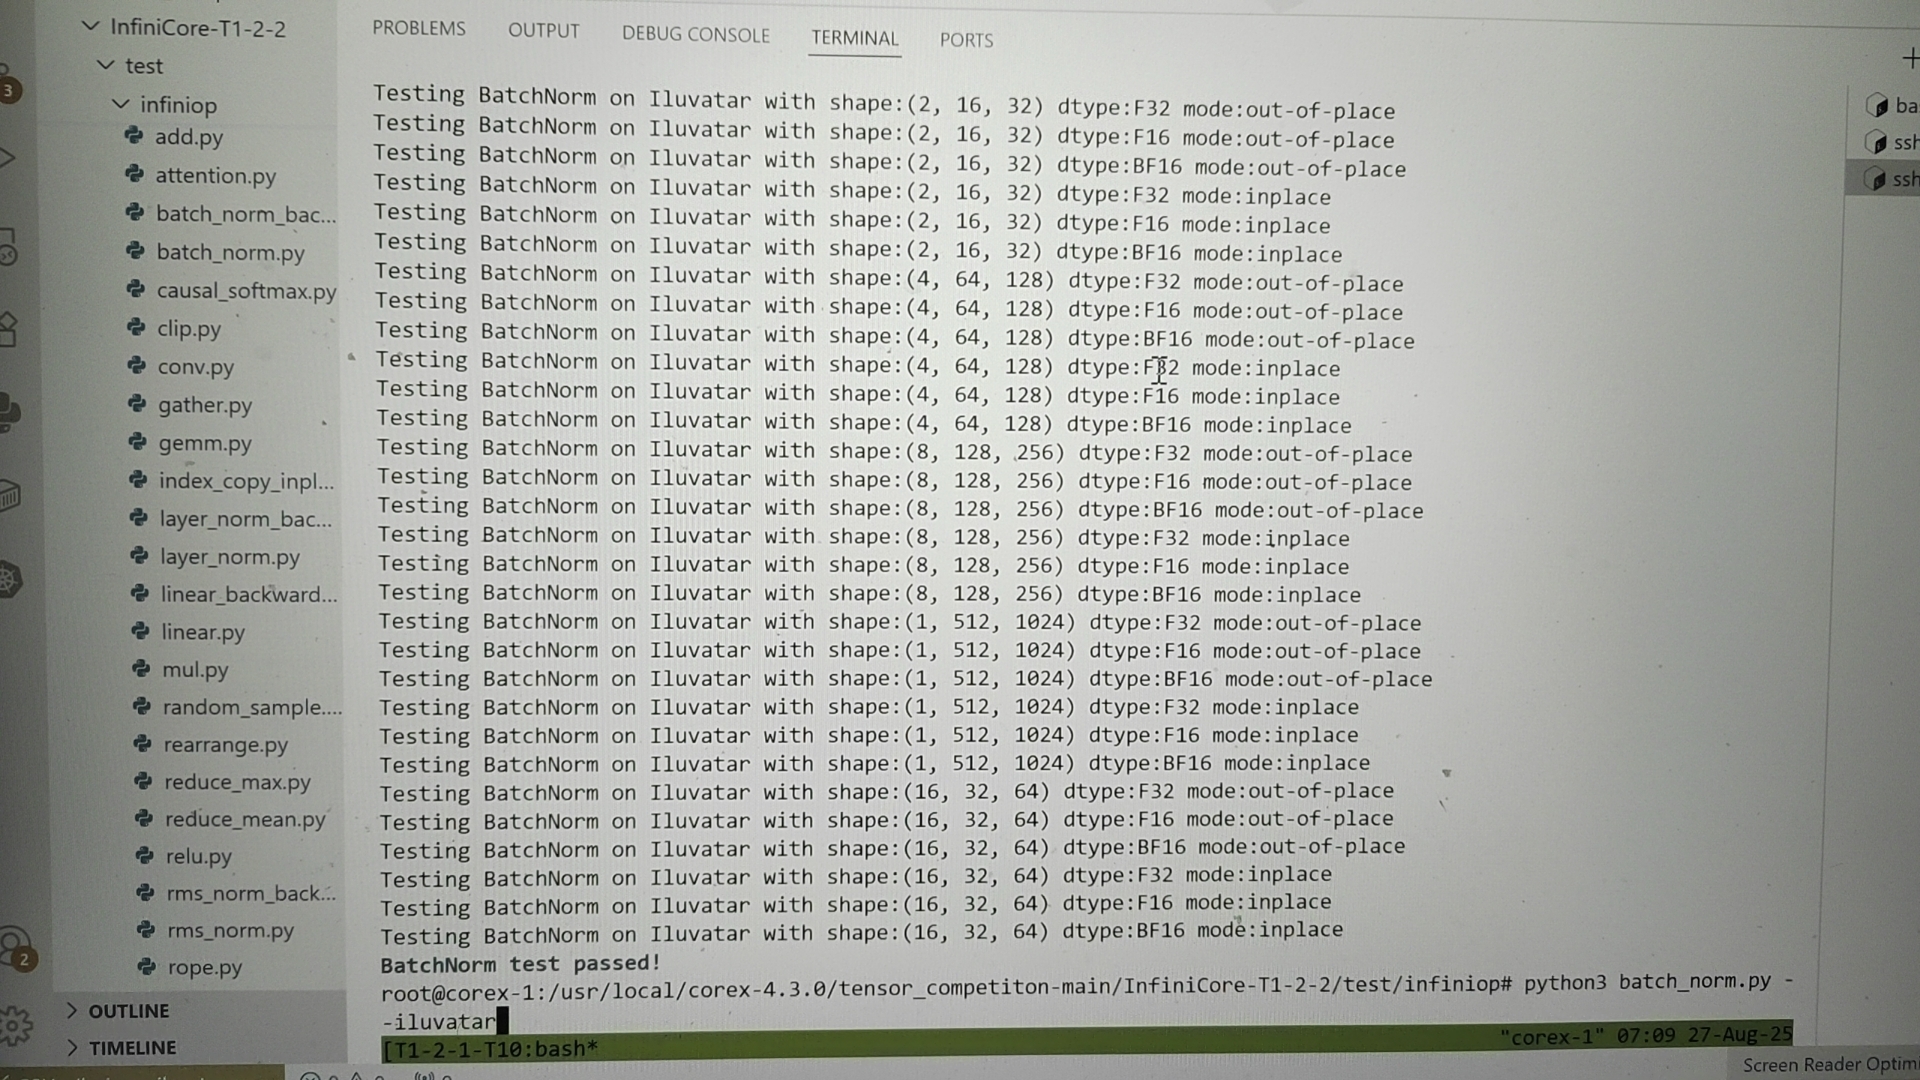 InfiniCore-T1-2-2
test
infiniop
add.py
attention.py
batch_norm_bac...
batch_norm.py
causal_softmax.py
clip.py
conv.py
gather.py
gemm.py
index_copy_inpl...
layer_norm_bac...
layer_norm.py
linear_backward...
linear.py
mul.py
random_sample....
rearrange.py
reduce_max.py
reduce_mean.py
relu.py
rms_norm_back...
rms_norm.py
rope.py
OUTLINE
TIMELINE
3
2
PROBLEMS OUTPUT DEBUG CONSOLE TERMINAL PORTS
Testing BatchNorm on Iluvatar with shape:(2, 16, 32) dtype:F32 mode:out-of-place
Testing BatchNorm on Iluvatar with shape:(2, 16, 32) dtype:F16 mode:out-of-place
Testing BatchNorm on Iluvatar with shape:(2, 16, 32) dtype:BF16 mode:out-of-place
Testing BatchNorm on Iluvatar with shape:(2, 16, 32) dtype:F32 mode:inplace
Testing BatchNorm on Iluvatar with shape:(2, 16, 32) dtype:F16 mode:inplace
Testing BatchNorm on Iluvatar with shape:(2, 16, 32) dtype:BF16 mode:inplace
Testing BatchNorm on Iluvatar with shape:(4, 64, 128) dtype:F32 mode:out-of-place
Testing BatchNorm on Iluvatar with shape:(4, 64, 128) dtype:F16 mode:out-of-place
Testing BatchNorm on Iluvatar with shape:(4, 64, 128) dtype:BF16 mode:out-of-place
Testing BatchNorm on Iluvatar with shape:(4, 64, 128) dtype:F32 mode:inplace
Testing BatchNorm on Iluvatar with shape:(4, 64, 128) dtype:F16 mode:inplace
Testing BatchNorm on Iluvatar with shape:(4, 64, 128) dtype:BF16 mode:inplace
Testing BatchNorm on Iluvatar with shape:(8, 128, 256) dtype:F32 mode:out-of-place
Testing BatchNorm on Iluvatar with shape:(8, 128, 256) dtype:F16 mode:out-of-place
Testing BatchNorm on Iluvatar with shape:(8, 128, 256) dtype:BF16 mode:out-of-place
Testing BatchNorm on Iluvatar with shape:(8, 128, 256) dtype:F32 mode:inplace
Testing BatchNorm on Iluvatar with shape:(8, 128, 256) dtype:F16 mode:inplace
Testing BatchNorm on Iluvatar with shape:(8, 128, 256) dtype:BF16 mode:inplace
Testing BatchNorm on Iluvatar with shape:(1, 512, 1024) dtype:F32 mode:out-of-place
Testing BatchNorm on Iluvatar with shape:(1, 512, 1024) dtype:F16 mode:out-of-place
Testing BatchNorm on Iluvatar with shape:(1, 512, 1024) dtype:BF16 mode:out-of-place
Testing BatchNorm on Iluvatar with shape:(1, 512, 1024) dtype:F32 mode:inplace
Testing BatchNorm on Iluvatar with shape:(1, 512, 1024) dtype:F16 mode:inplace
Testing BatchNorm on Iluvatar with shape:(1, 512, 1024) dtype:BF16 mode:inplace
Testing BatchNorm on Iluvatar with shape:(16, 32, 64) dtype:F32 mode:out-of-place
Testing BatchNorm on Iluvatar with shape:(16, 32, 64) dtype:F16 mode:out-of-place
Testing BatchNorm on Iluvatar with shape:(16, 32, 64) dtype:BF16 mode:out-of-place
Testing BatchNorm on Iluvatar with shape:(16, 32, 64) dtype:F32 mode:inplace
Testing BatchNorm on Iluvatar with shape:(16, 32, 64) dtype:F16 mode:inplace
Testing BatchNorm on Iluvatar with shape:(16, 32, 64) dtype:BF16 mode:inplace
BatchNorm test passed!
root@corex-1:/usr/local/corex-4.3.0/tensor_competiton-main/InfiniCore-T1-2-2/test/infiniop# python3 batch_norm.py -
-iluvatar
[T1-2-1-T10:bash* "corex-1" 07:09 27-Aug-25
ba
ssh
ssh
Screen Reader Optimi